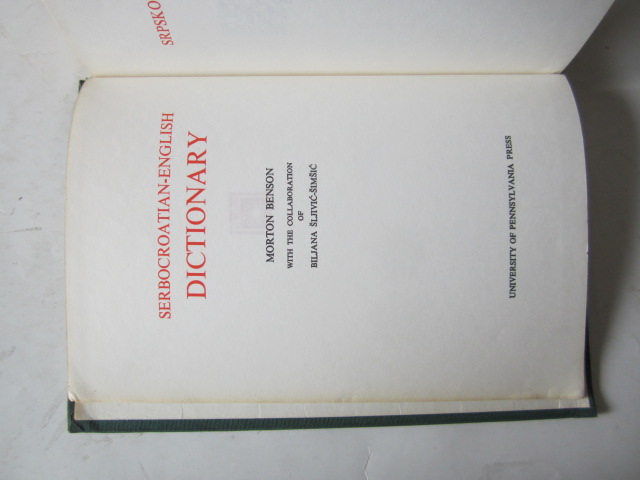 SRPSKO
SERBOCROATIAN-ENGLISH
DICTIONARY
MORTON BENSON
WITH THE COLLABORATION
OF
BILJANA ŠLJIVIĆ-ŠIMŠIĆ
UNIVERSITY OF PENNSYLVANIA PRESS